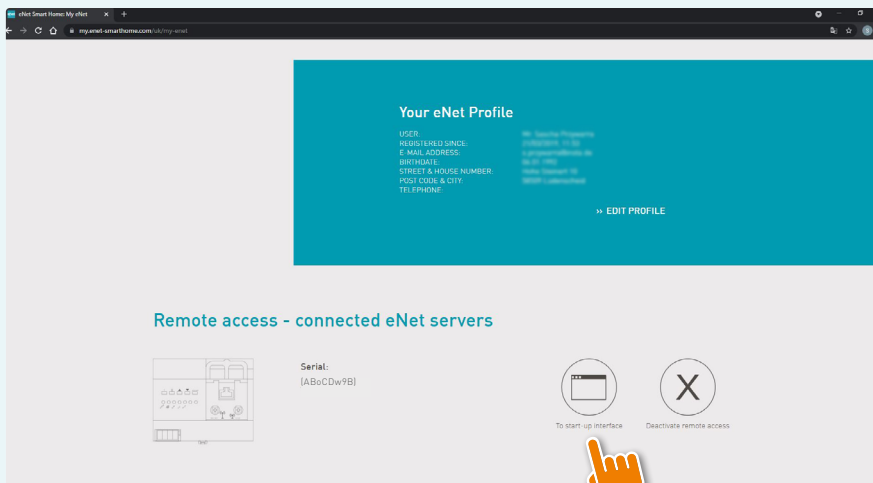 eNet Smart Home: My eNet
my.enet-smarthome.com/uk/my-enet
Your eNet Profile
USER:
REGISTERED SINCE:
E-MAIL ADDRESS:
BIRTHDATE:
STREET & HOUSE NUMBER:
POST CODE & CITY:
TELEPHONE:
>> EDIT PROFILE
Remote access - connected eNet servers
Serial:
(ABoCDw9B)
X
To start-up interface
Deactivate remote access